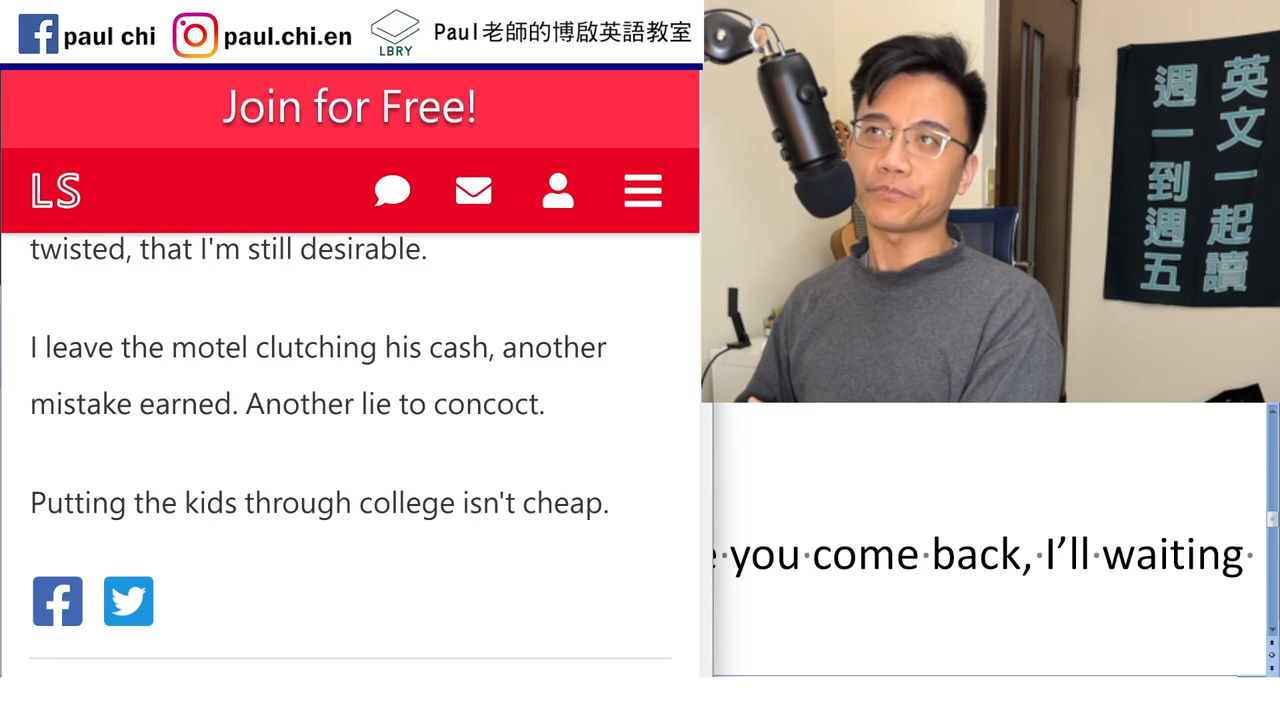 paul chi
paul.chi.en
LBRY
Paul老師的博啟英語教室
Join for Free!
LS
twisted, that I'm still desirable.
I leave the motel clutching his cash, another
mistake earned. Another lie to concoct.
Putting the kids through college isn't cheap.
英文一起讀
週一到週五
you·come·back,·I’ll·waiting·